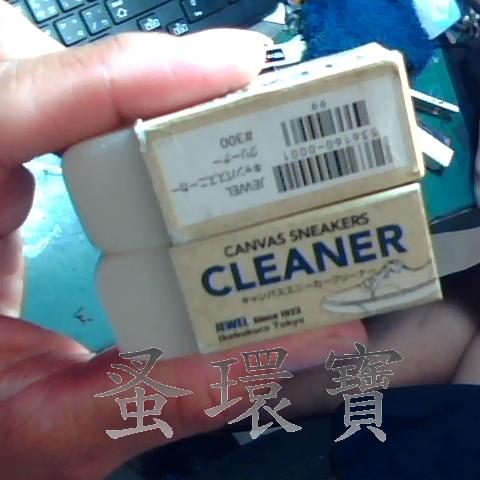 99
536160-0001
JEWEL
キャンバススニーカー
クリーナー
#300
CANVAS SNEAKERS
CLEANER
キャンバススニーカークリーナー
JEWEL Since 1923
Ikebukuro Tokyo
蚤環寶